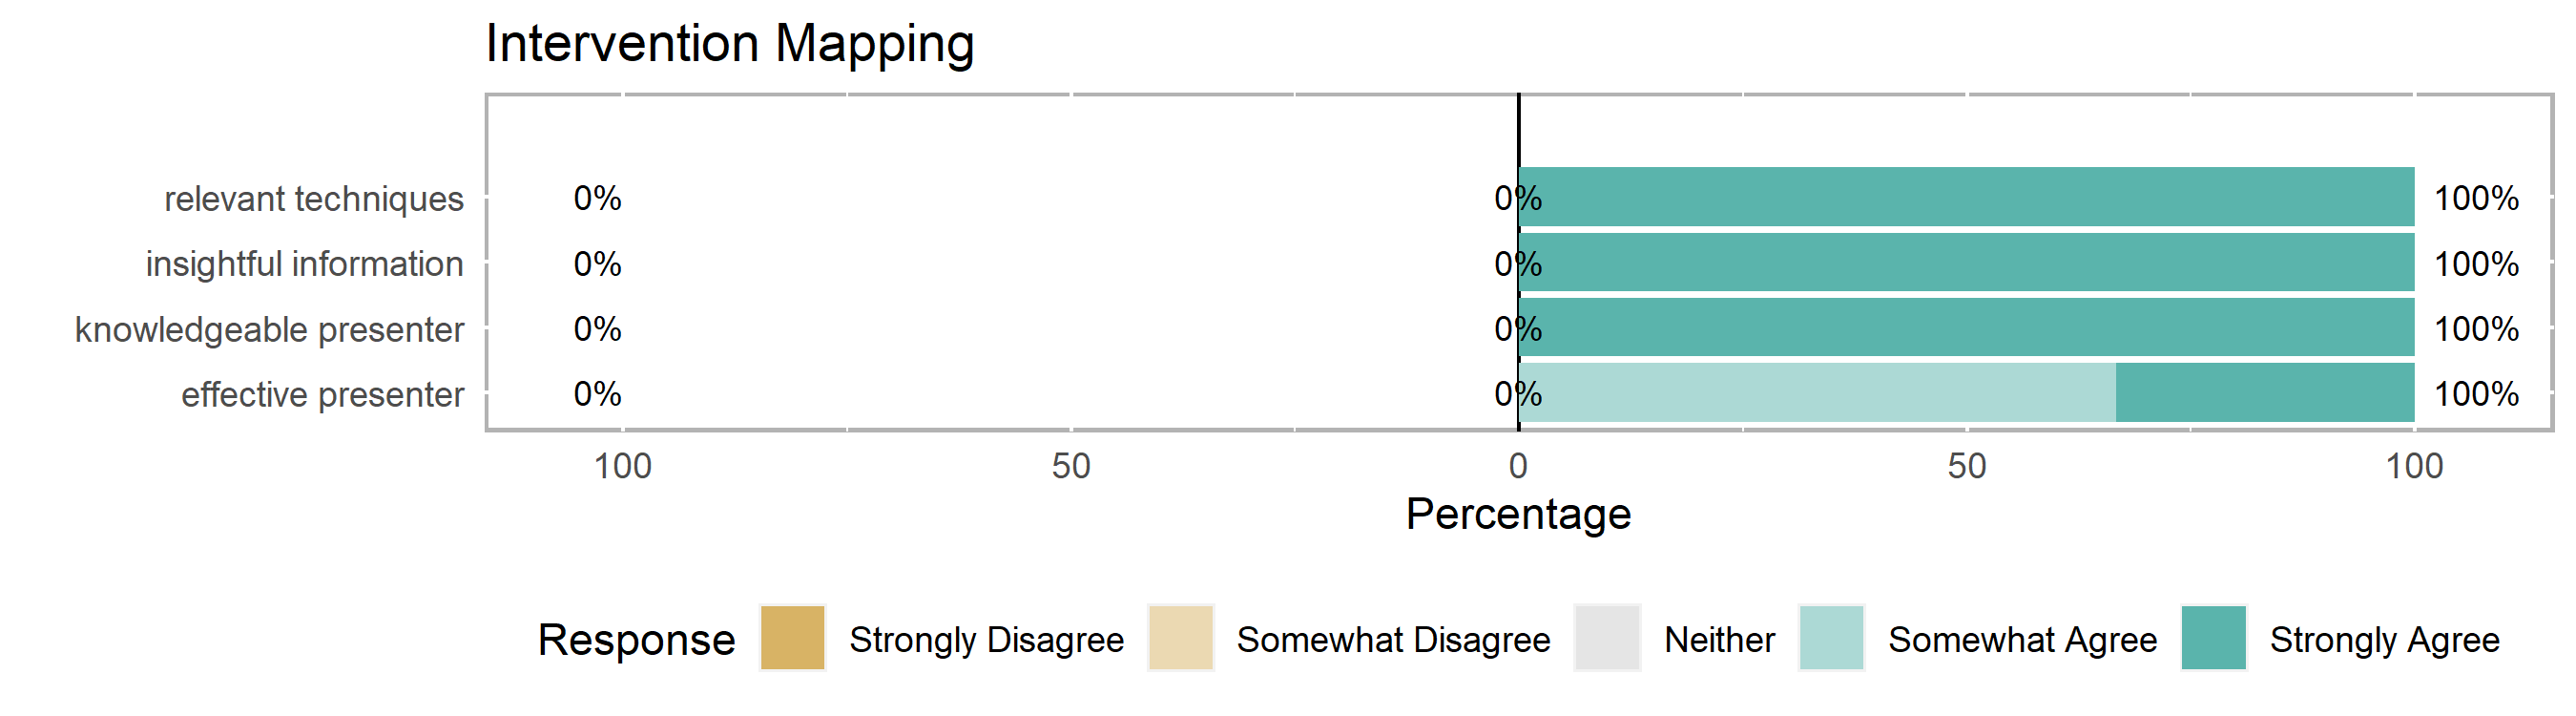 Intervention Mapping
relevant techniques 0% 0% 100%
insightful information 0% 0% 100%
knowledgeable presenter 0% 0% 100%
effective presenter 0% 0% 100%
100 50 0 50 100
Percentage
Response Strongly Disagree Somewhat Disagree Neither Somewhat Agree Strongly Agree